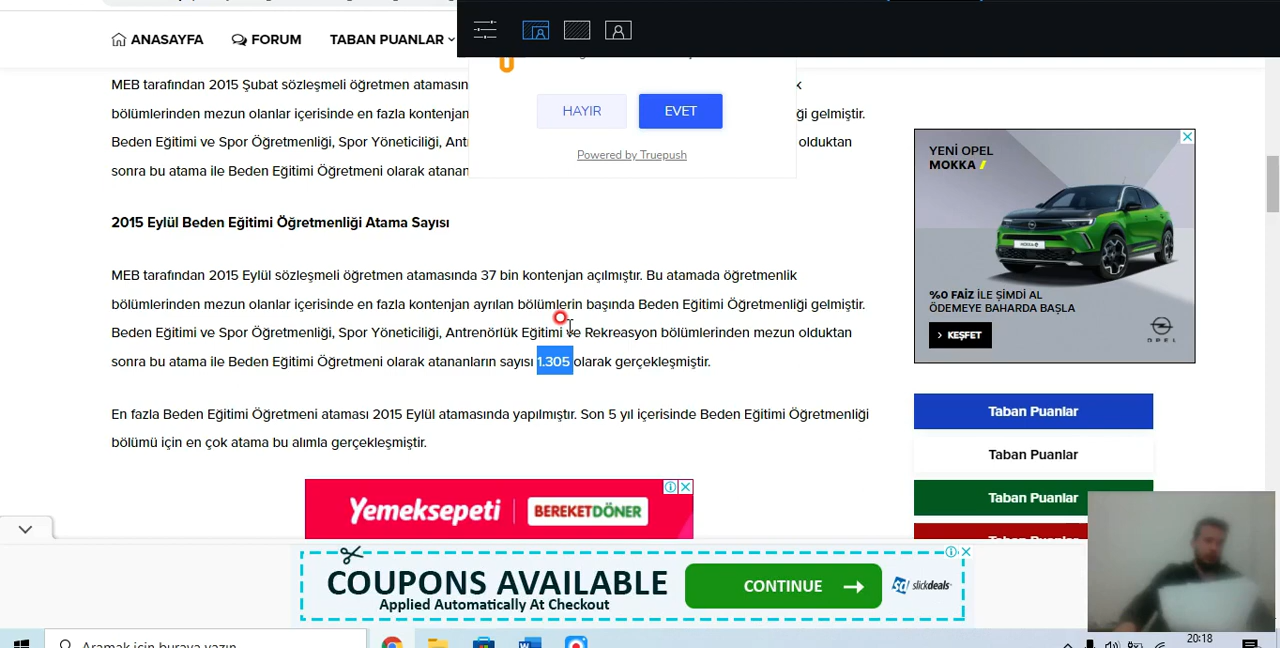 ANASAYFA FORUM TABAN PUANLAR
MEB tarafından 2015 Şubat sözleşmeli öğretmen atamasın
bölümlerinden mezun olanlar içerisinde en fazla kontenjan
ği gelmiştir.
Beden Eğitimi ve Spor Öğretmenliği, Spor Yöneticiliği, Ant
olduktan
sonra bu atama ile Beden Eğitimi Öğretmeni olarak atanan
HAYIR
EVET
Powered by Truepush
2015 Eylül Beden Eğitimi Öğretmenliği Atama Sayısı
MEB tarafından 2015 Eylül sözleşmeli öğretmen atamasında 37 bin kontenjan açılmıştır. Bu atamada öğretmenlik
bölümlerinden mezun olanlar içerisinde en fazla kontenjan ayrılan bölümlerin başında Beden Eğitimi Öğretmenliği gelmiştir.
Beden Eğitimi ve Spor Öğretmenliği, Spor Yöneticiliği, Antrenörlük Eğitimi ve Rekreasyon bölümlerinden mezun olduktan
sonra bu atama ile Beden Eğitimi Öğretmeni olarak atananların sayısı 1.305 olarak gerçekleşmiştir.
En fazla Beden Eğitimi Öğretmeni ataması 2015 Eylül atamasında yapılmıştır. Son 5 yıl içerisinde Beden Eğitimi Öğretmenliği
bölümü için en çok atama bu alımla gerçekleşmiştir.
YENİ OPEL
MOKKA
%0 FAİZ İLE ŞİMDİ AL
ÖDEMEYE BAHARDA BAŞLA
> KEŞFET
OPEL
Taban Puanlar
Taban Puanlar
Taban Puanlar
Taban Puanlar
Yemeksepeti BEREKETDÖNER
COUPONS AVAILABLE
Applied Automatically At Checkout
CONTINUE
sd slickdeals
Aramak için buraya yazın
20:18